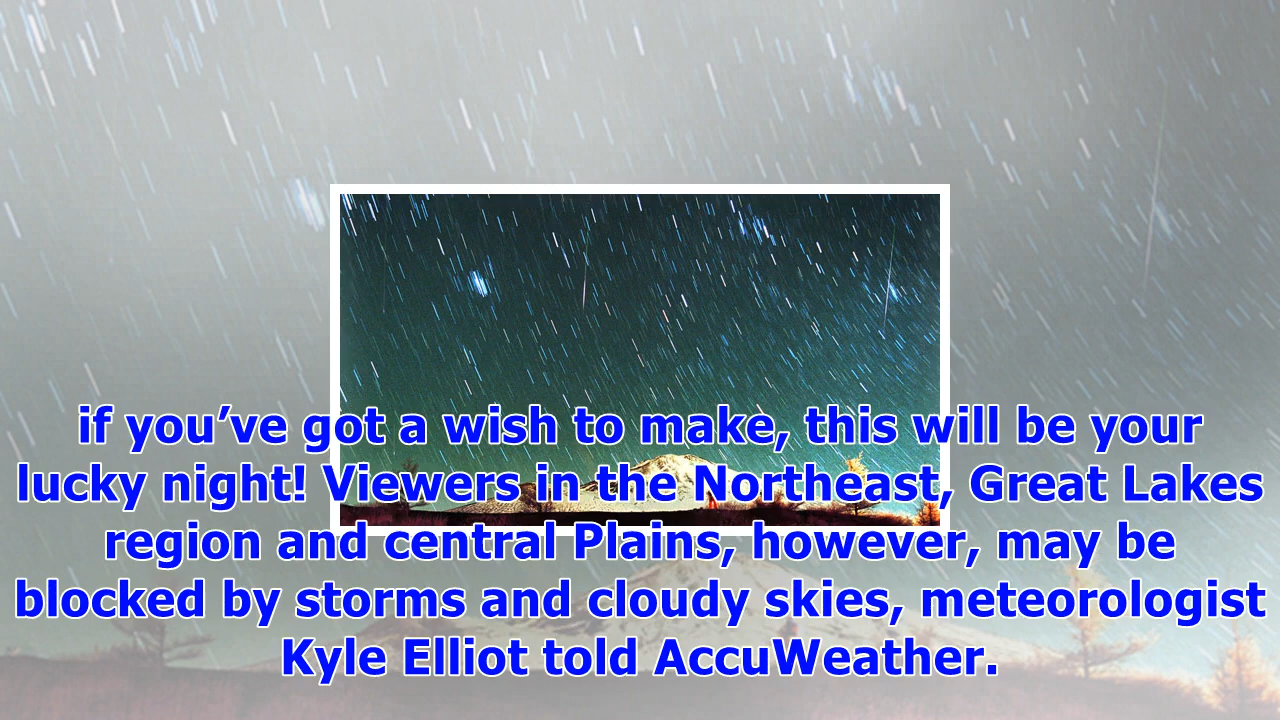 if you’ve got a wish to make, this will be your
lucky night! Viewers in the Northeast, Great Lakes
region and central Plains, however, may be
blocked by storms and cloudy skies, meteorologist
Kyle Elliot told AccuWeather.